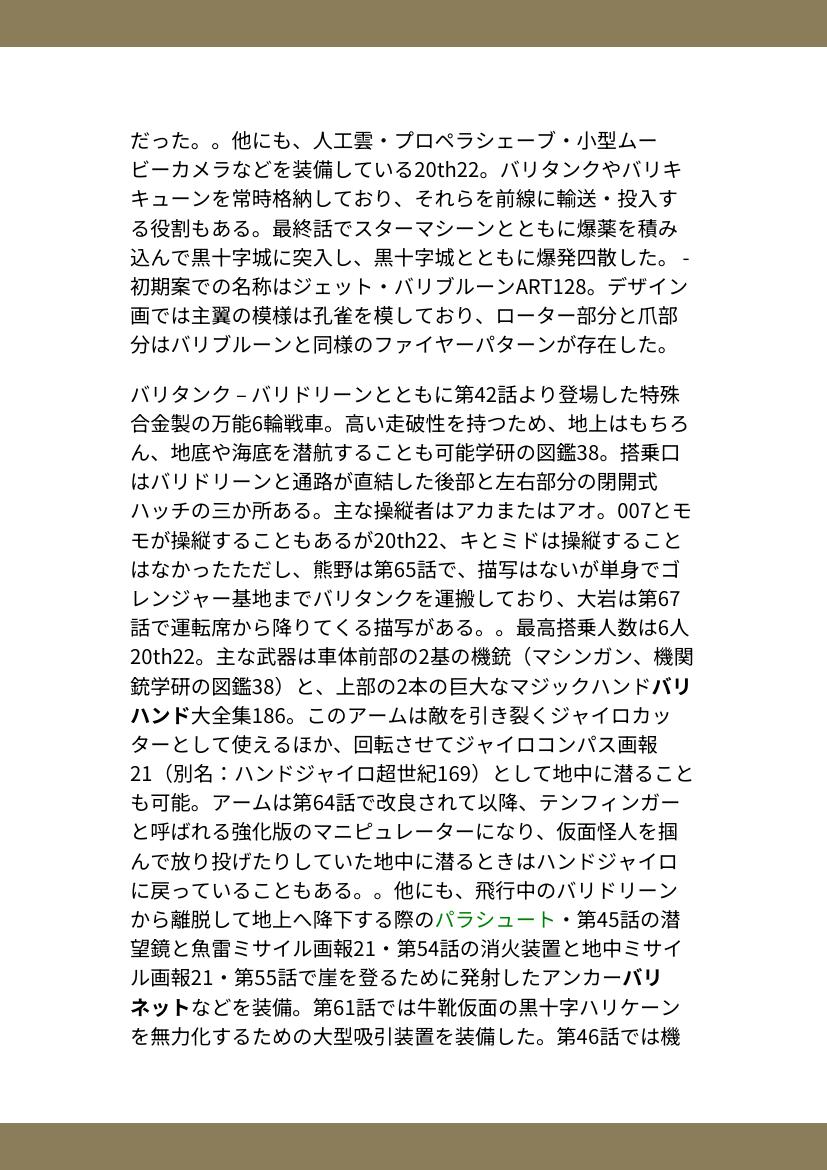 だった。。他にも、人工雲・プロペラシェーブ・小型ムー
ビーカメラなどを装備している20th22。バリタンクやバリキ
キューンを常時格納しており、それらを前線に輸送・投入す
る役割もある。最終話でスターマシーンとともに爆薬を積み
込んで黒十字城に突入し、黒十字城とともに爆発四散した。 -
初期案での名称はジェット・バリブルーンART128。デザイン
画では主翼の模様は孔雀を模しており、ローター部分と爪部
分はバリブルーンと同様のファイヤーパターンが存在した。
バリタンク – バリドリーンとともに第42話より登場した特殊
合金製の万能6輪戦車。高い走破性を持つため、地上はもちろ
ん、地底や海底を潜航することも可能学研の図鑑38。搭乗口
はバリドリーンと通路が直結した後部と左右部分の閉開式
ハッチの三か所ある。主な操縦者はアカまたはアオ。007とモ
モが操縦することもあるが20th22、キとミドは操縦すること
はなかったただし、熊野は第65話で、描写はないが単身でゴ
レンジャー基地までバリタンクを運搬しており、大岩は第67
話で運転席から降りてくる描写がある。。最高搭乗人数は6人
20th22。主な武器は車体前部の2基の機銃（マシンガン、機関
銃学研の図鑑38）と、上部の2本の巨大なマジックハンドバリ
ハンド大全集186。このアームは敵を引き裂くジャイロカッ
ターとして使えるほか、回転させてジャイロコンパス画報
21（別名：ハンドジャイロ超世紀169）として地中に潜ること
も可能。アームは第64話で改良されて以降、テンフィンガー
と呼ばれる強化版のマニピュレーターになり、仮面怪人を掴
んで放り投げたりしていた地中に潜るときはハンドジャイロ
に戻っていることもある。。他にも、飛行中のバリドリーン
から離脱して地上へ降下する際のパラシュート・第45話の潜
望鏡と魚雷ミサイル画報21・第54話の消火装置と地中ミサイ
ル画報21・第55話で崖を登るために発射したアンカーバリ
ネットなどを装備。第61話では牛靴仮面の黒十字ハリケーン
を無力化するための大型吸引装置を装備した。第46話では機